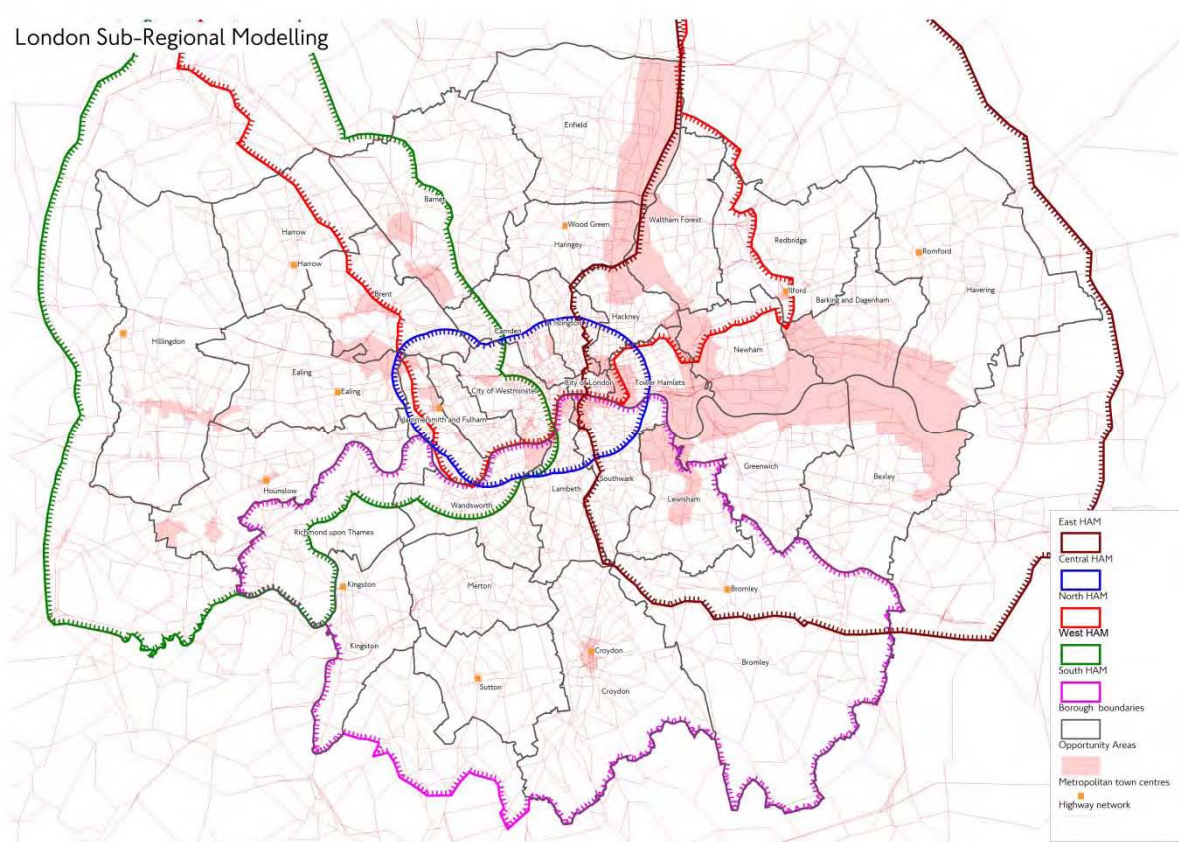 London Sub-Regional Modelling
Enfield
Barnet
Harrow
Harrow
Wood Green
Haringey
Waltham Forest
Redbridge
Romford
Havering
Ilford
Barking and Dagenham
Brent
Hillingdon
Camden
Islington
Hackney
Newham
Ealing
Ealing
City of Westminster
City of London
Tower Hamlets
Hammersmith and Fulham
Hounslow
Wandsworth
Lambeth
Southwark
Lewisham
Greenwich
Bexley
Richmond upon Thames
Kingston
Kingston
Merton
Bromley
Bromley
Croydon
Croydon
Sutton
East HAM
Central HAM
North HAM
West HAM
South HAM
Borough boundaries
Opportunity Areas
Metropolitan town centres
Highway network